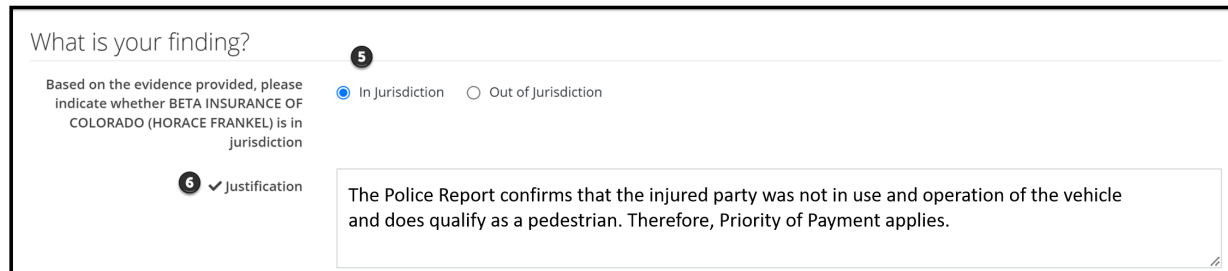 What is your finding?
5
Based on the evidence provided, please
indicate whether BETA INSURANCE OF
COLORADO (HORACE FRANKEL) is in
jurisdiction
In Jurisdiction Out of Jurisdiction
6 ✔ Justification
The Police Report confirms that the injured party was not in use and operation of the vehicle
and does qualify as a pedestrian. Therefore, Priority of Payment applies.